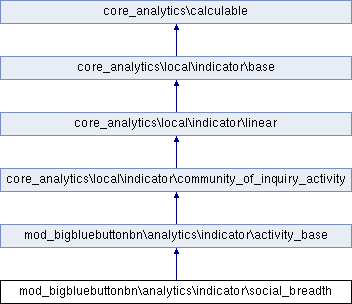 core_analytics\calculable
core_analytics\local\indicator\base
core_analytics\local\indicator\linear
core_analytics\local\indicator\community_of_inquiry_activity
mod_bigbluebuttonbn\analytics\indicator\activity_base
mod_bigbluebuttonbn\analytics\indicator\social_breadth